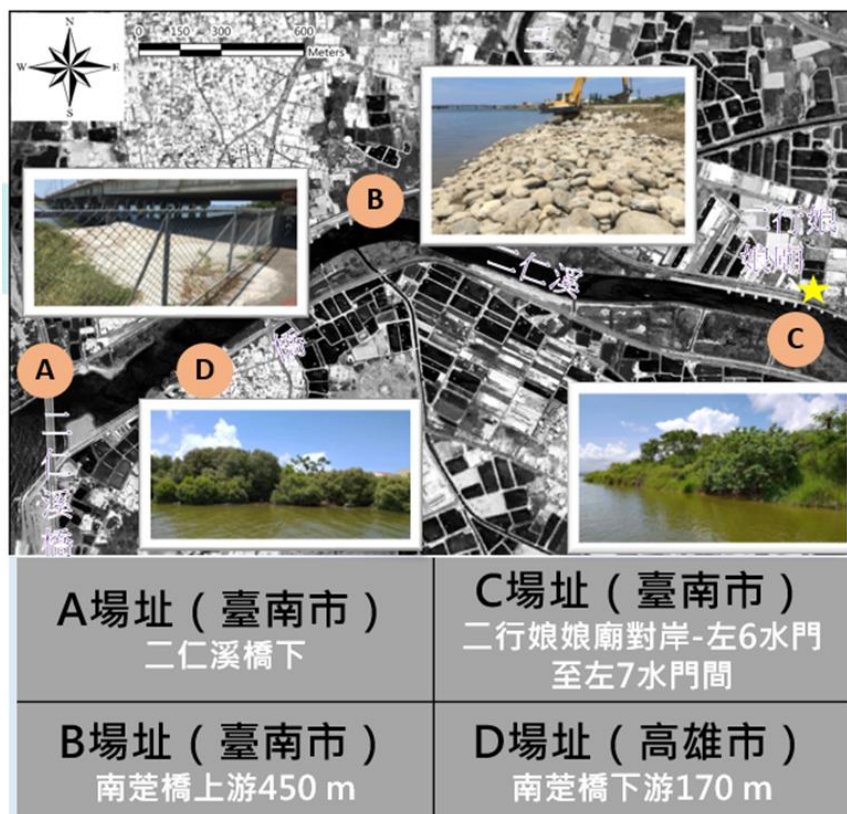 N
W E
S
0 150 300 600
Meters
二
B
二行娘
娘廟
二仁溪
C
A
D
二仁溪橋
A場址（臺南市）
二仁溪橋下
C場址（臺南市）
二行娘娘廟對岸-左6水門
至左7水門間
B場址（臺南市）
南萣橋上游450 m
D場址（高雄市）
南萣橋下游170 m